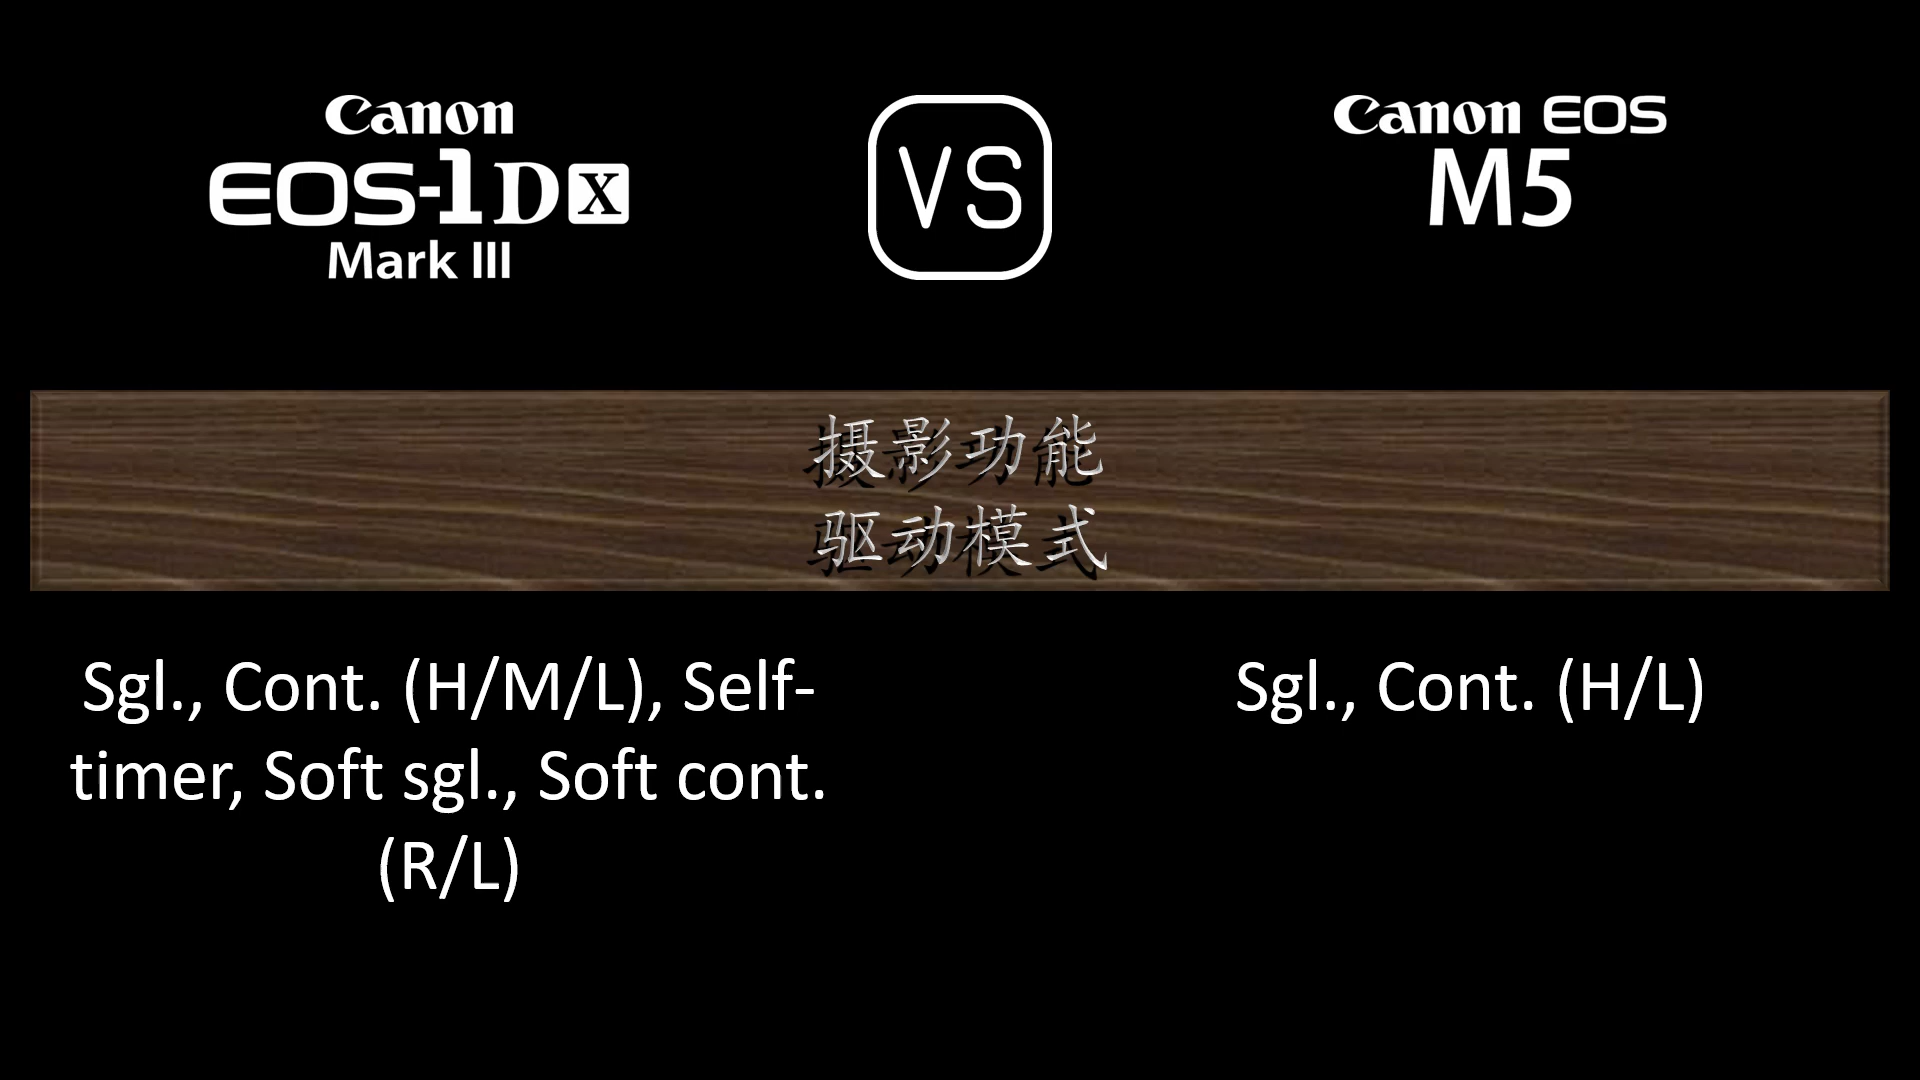 Canon
EOS-1D X
Mark III
VS
Canon EOS
M5
摄影功能
驱动模式
Sgl., Cont. (H/M/L), Self-
timer, Soft sgl., Soft cont.
(R/L)
Sgl., Cont. (H/L)